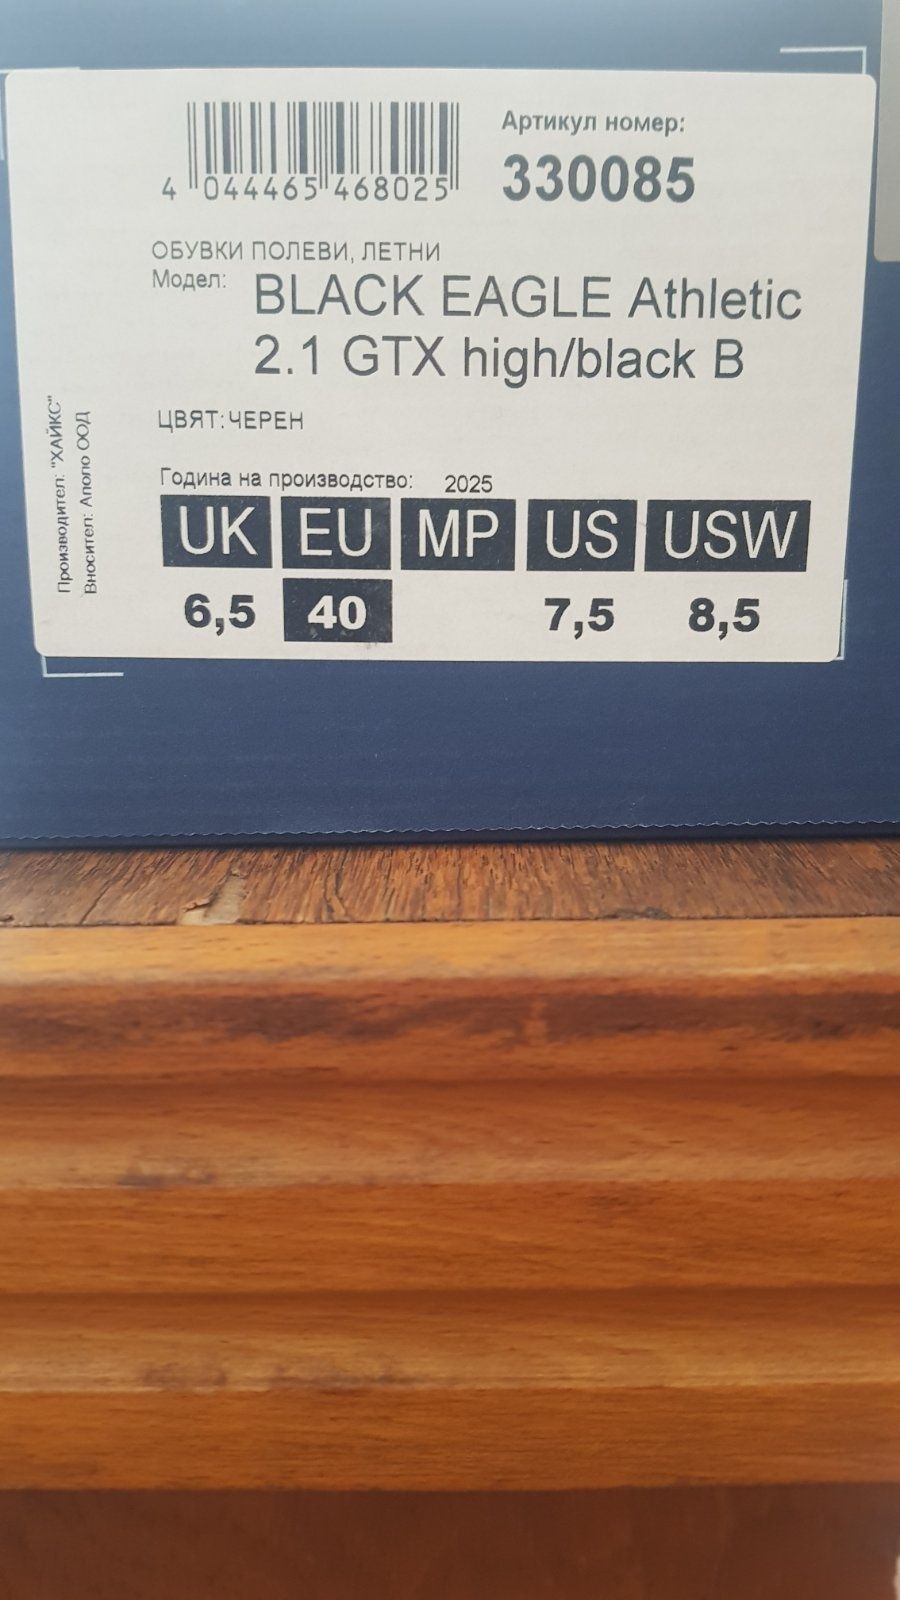 4 044465 468025
Артикул номер:
330085
ОБУВКИ ПОЛЕВИ, ЛЕТНИ
Модел: BLACK EAGLE Athletic
2.1 GTX high/black B
ЦВЯТ:ЧЕРЕН
Година на производство: 2025
UK EU MP US USW
6,5 40 7,5 8,5
Производител: "ХАЙКС"
Вносител: Аполо ООД